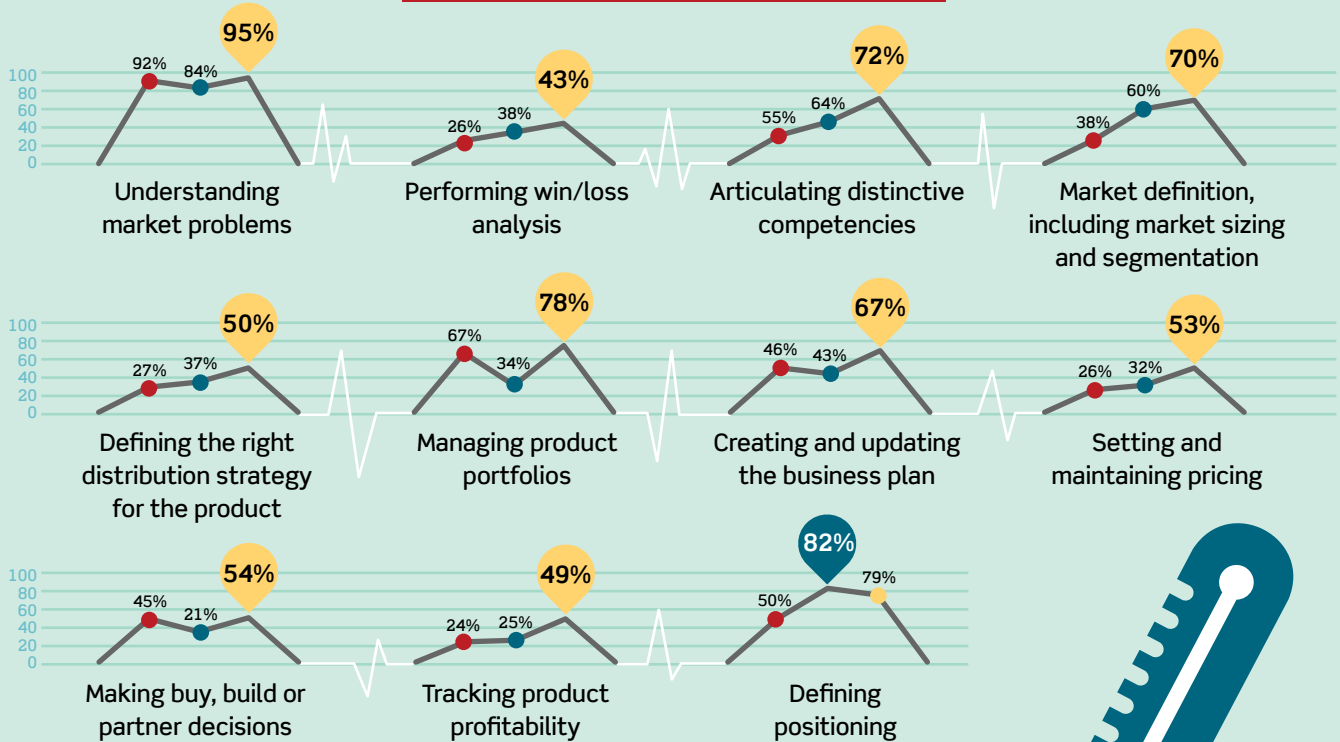 95%
92%
84%
43%
26%
38%
72%
55%
64%
70%
38%
60%
100
80
60
40
20
0
Understanding
market problems
Performing win/loss
analysis
Articulating distinctive
competencies
Market definition,
including market sizing
and segmentation
50%
27%
37%
78%
67%
34%
67%
46%
43%
53%
26%
32%
100
80
60
40
20
0
Defining the right
distribution strategy
for the product
Managing product
portfolios
Creating and updating
the business plan
Setting and
maintaining pricing
54%
45%
21%
49%
24%
25%
82%
50%
79%
100
80
60
40
20
0
Making buy, build or
partner decisions
Tracking product
profitability
Defining
positioning